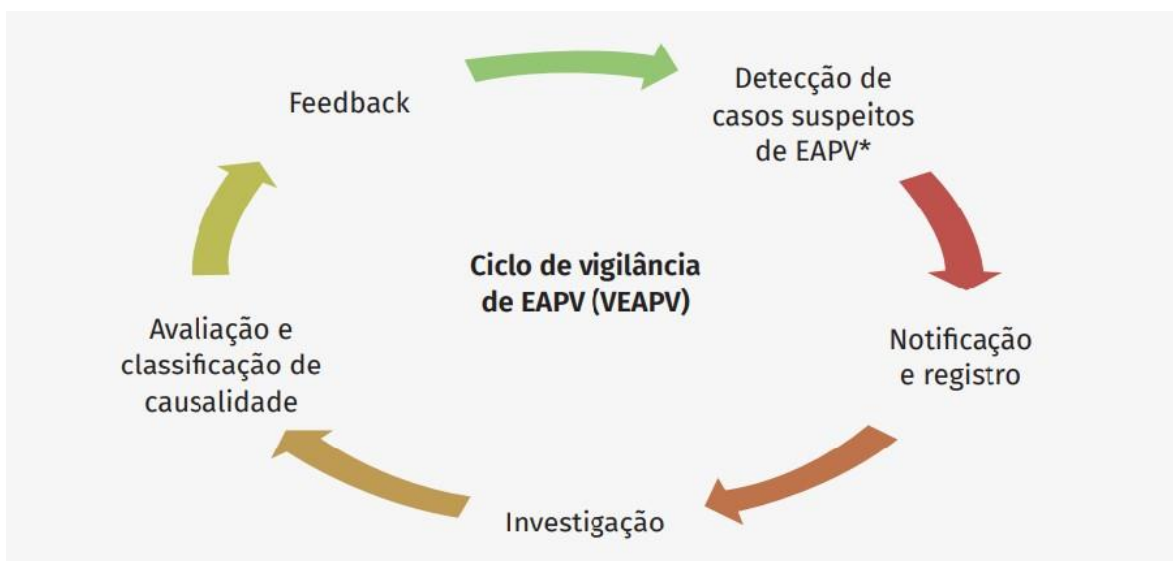 Feedback
Detecção de
casos suspeitos
de EAPV*
Ciclo de vigilância
de EAPV (VEAPV)
Notificação
e registro
Avaliação e
classificação de
causalidade
Investigação